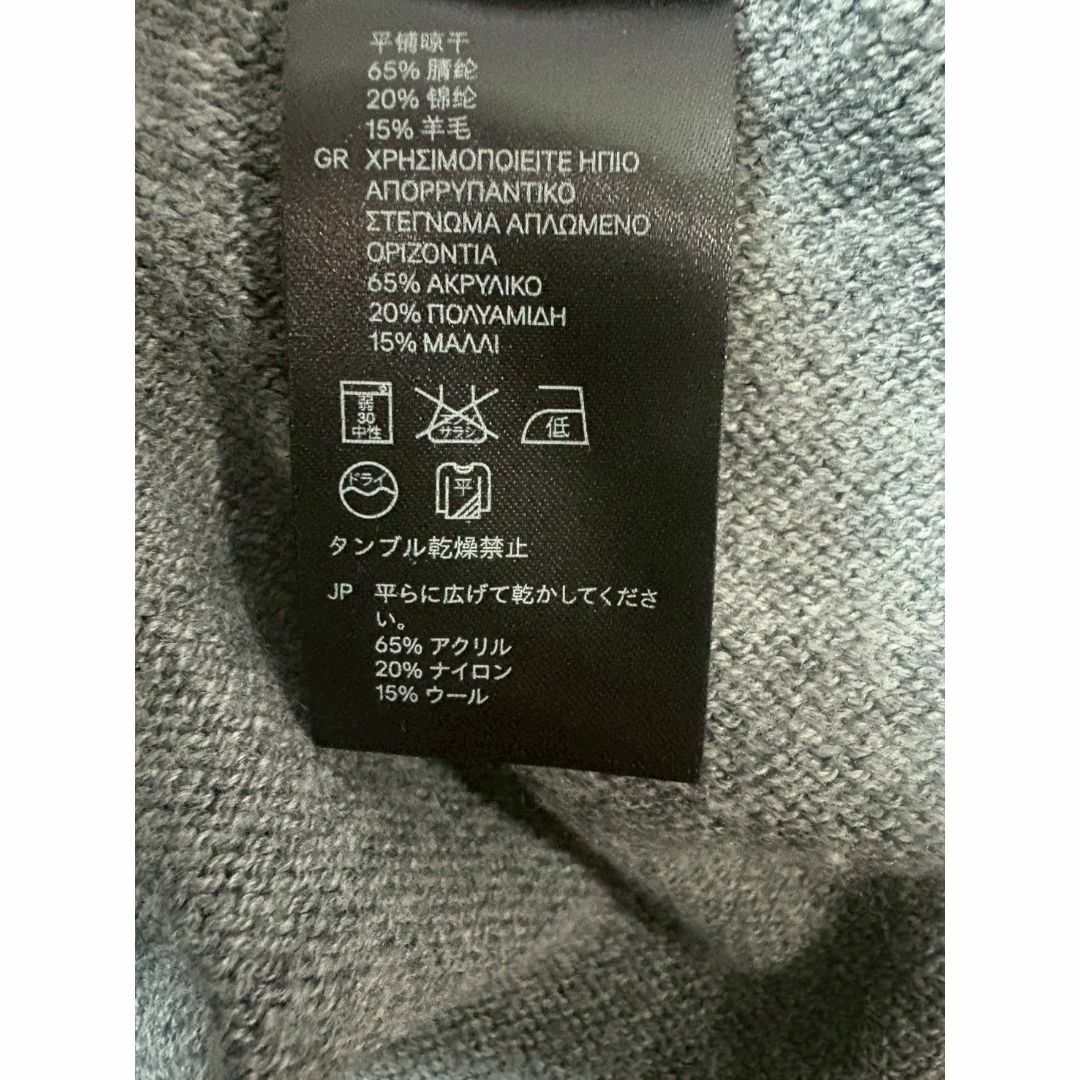 平铺晾干
65% 腈纶
20% 锦纶
15% 羊毛
GR ΧΡΗΣΙΜΟΠΟΙΕΙΤΕ ΗΠΙΟ
ΑΠΟΡΡΥΠΑΝΤΙΚΟ
ΣΤΕΓΝΩΜΑ ΑΠΛΩΜΕΝΟ
ΟΡΙΖΟΝΤΙΑ
65% ΑΚΡΥΛΙΚΟ
20% ΠΟΛΥΑΜΙΔΗ
15% ΜΑΛΛΙ
弱
30
中性
エンソ
サラシ
低
ドライ
平
タンブル乾燥禁止
JP 平らに広げて乾かしてくださ
い。
65% アクリル
20% ナイロン
15% ウール